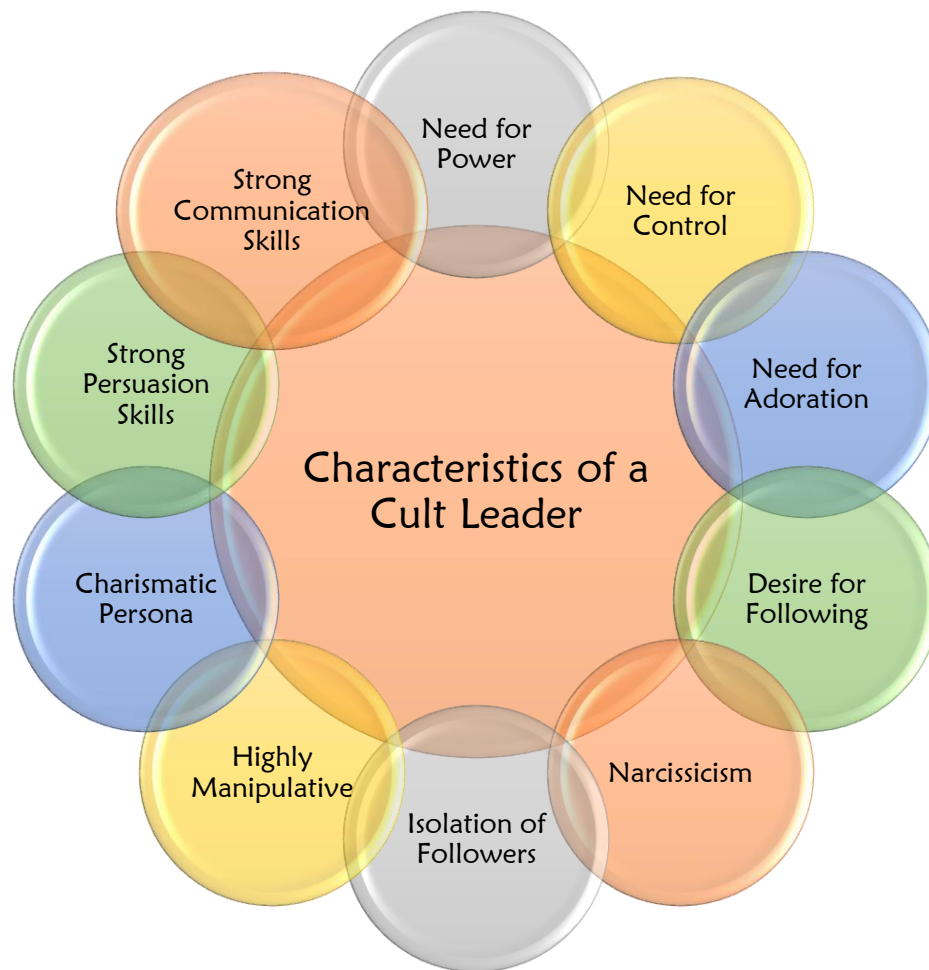 Characteristics of a
Cult Leader
Need for
Power
Need for
Control
Need for
Adoration
Desire for
Following
Narcissicism
Isolation of
Followers
Highly
Manipulative
Charismatic
Persona
Strong
Persuasion
Skills
Strong
Communication
Skills